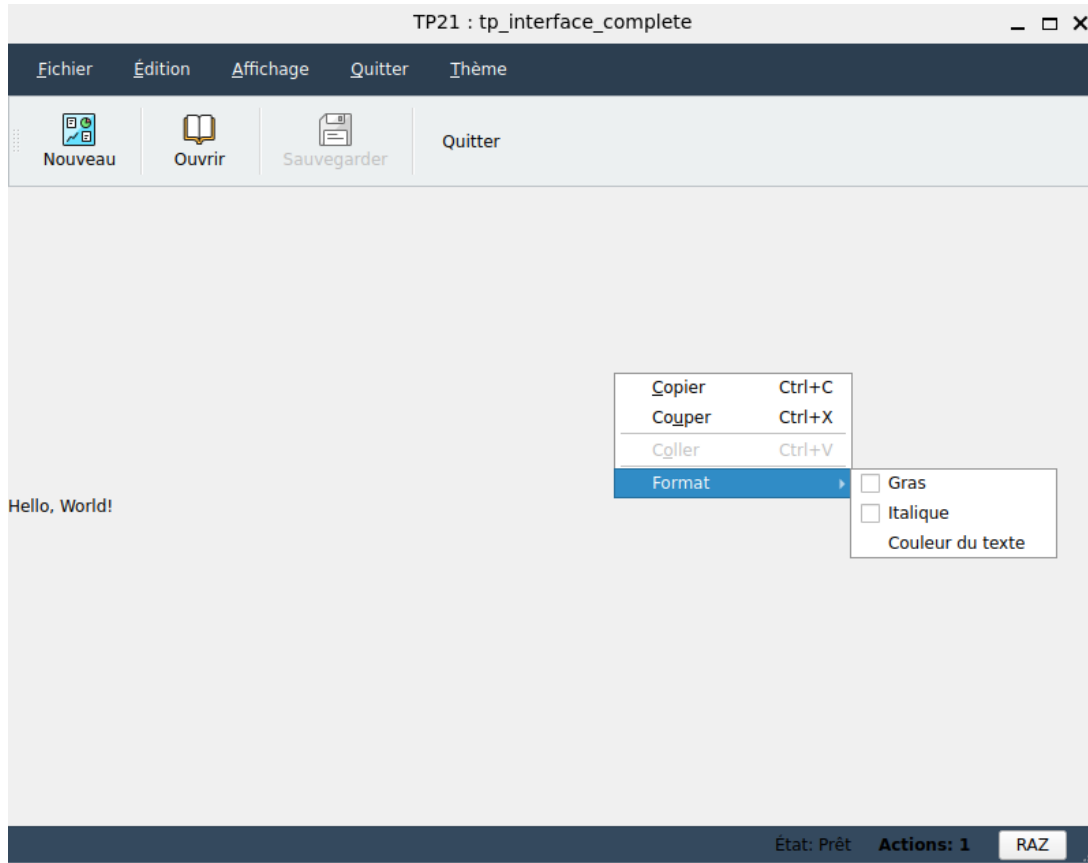 TP21 : tp_interface_complete
Fichier Édition Affichage Quitter Thème
Nouveau Ouvrir Sauvegarder Quitter
Copier Ctrl+C
Couper Ctrl+X
Coller Ctrl+V
Format Gras
Italique
Hello, World!
Couleur du texte
État: Prêt Actions: 1 RAZ